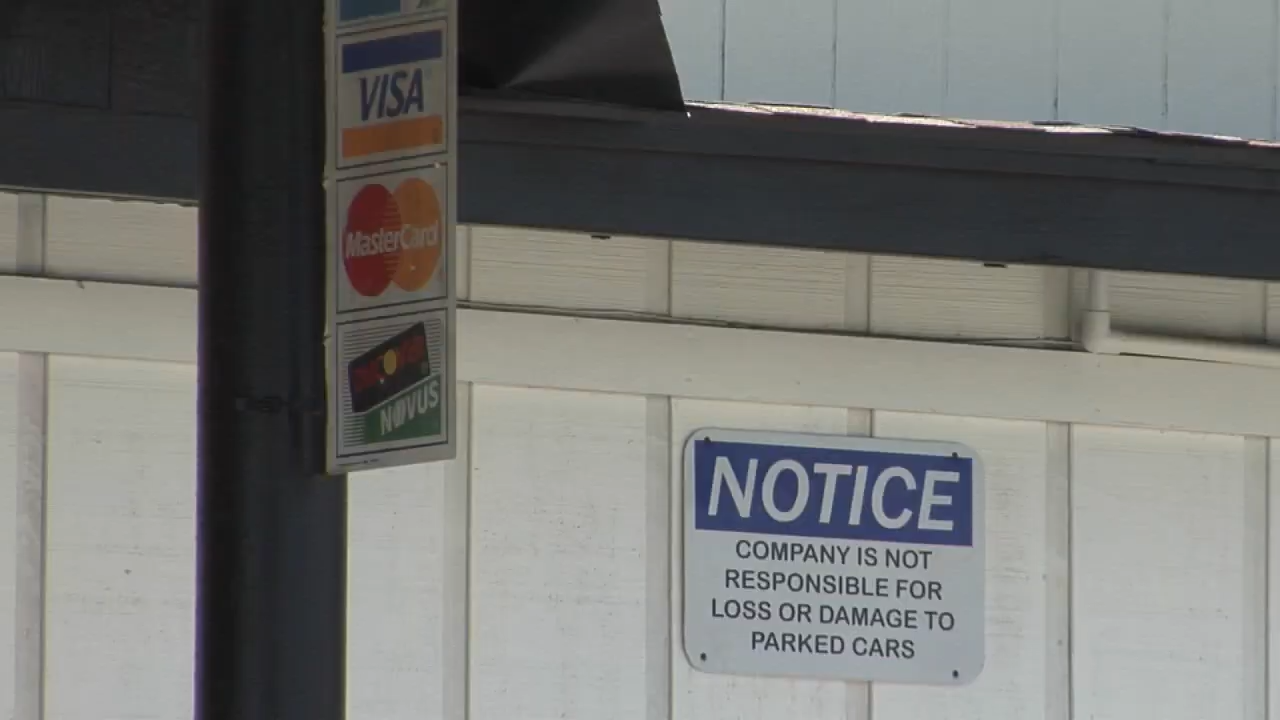 VISA
MasterCard
NOVUS
NOTICE
COMPANY IS NOT
RESPONSIBLE FOR
LOSS OR DAMAGE TO
PARKED CARS